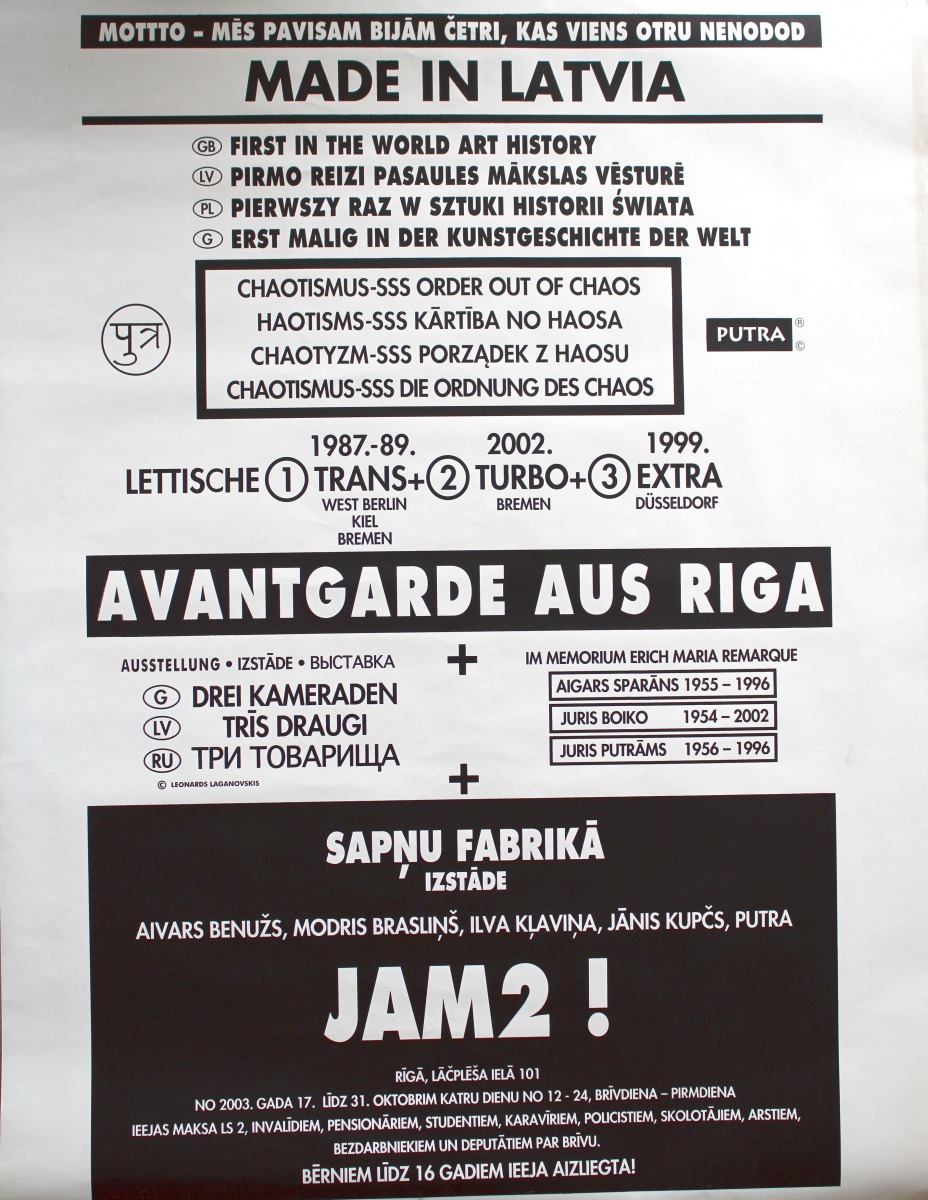 MOTTTO – MĒS PAVISAM BIJĀM ČETRI, KAS VIENS OTRU NENODOD
MADE IN LATVIA
GB FIRST IN THE WORLD ART HISTORY
LV PIRMO REIZI PASAULES MĀKSLAS VĒSTURĒ
PL PIERWSZY RAZ W SZTUKI HISTORII ŚWIATA
G ERST MALIG IN DER KUNSTGESCHICHTE DER WELT
CHAOTISMUS-SSS ORDER OUT OF CHAOS
HAOTISMS-SSS KĀRTĪBA NO HAOSA
CHAOTYZM-SSS PORZĄDEK Z HAOSU
CHAOTISMUS-SSS DIE ORDNUNG DES CHAOS
पुत्र
PUTRA ® ©
1987.-89. 2002. 1999.
LETTISCHE 1 TRANS+ 2 TURBO+ 3 EXTRA
WEST BERLIN BREMEN DÜSSELDORF
KIEL
BREMEN
AVANTGARDE AUS RIGA
+
AUSSTELLUNG • IZSTĀDE • ВЫСТАВКА
G DREI KAMERADEN
LV TRĪS DRAUGI
RU ТРИ ТОВАРИЩА
© LEONARDS LAGANOVSKIS
IM MEMORIUM ERICH MARIA REMARQUE
AIGARS SPARĀNS 1955 – 1996
JURIS BOIKO 1954 – 2002
JURIS PUTRĀMS 1956 – 1996
+
SAPŅU FABRIKĀ
IZSTĀDE
AIVARS BENUŽS, MODRIS BRASLIŅŠ, ILVA KĻAVIŅA, JĀNIS KUPČS, PUTRA
JAM2 !
RĪGĀ, LĀČPLĒŠA IELĀ 101
NO 2003. GADA 17. LĪDZ 31. OKTOBRIM KATRU DIENU NO 12 - 24, BRĪVDIENA – PIRMDIENA
IEEJAS MAKSA LS 2, INVALĪDIEM, PENSIONĀRIEM, STUDENTIEM, KARAVĪRIEM, POLICISTIEM, SKOLOTĀJIEM, ARSTIEM,
BEZDARBNIEKIEM UN DEPUTĀTIEM PAR BRĪVU.
BĒRNIEM LĪDZ 16 GADIEM IEEJA AIZLIEGTA!